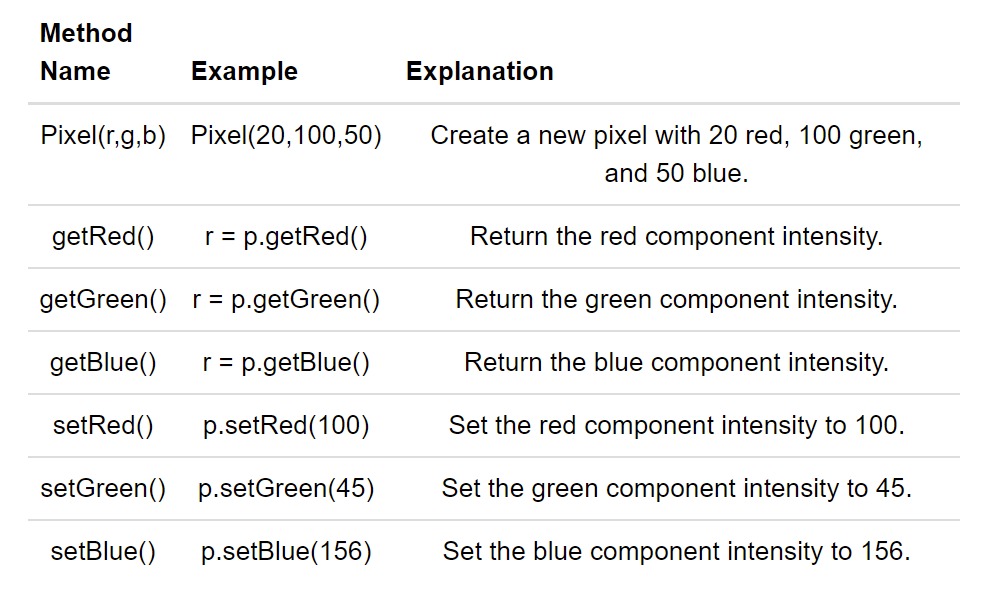 Method
Name Example Explanation
Pixel(r,g,b) Pixel(20,100,50) Create a new pixel with 20 red, 100 green,
and 50 blue.
getRed() r = p.getRed() Return the red component intensity.
getGreen() r = p.getGreen() Return the green component intensity.
getBlue() r = p.getBlue() Return the blue component intensity.
setRed() p.setRed(100) Set the red component intensity to 100.
setGreen() p.setGreen(45) Set the green component intensity to 45.
setBlue() p.setBlue(156) Set the blue component intensity to 156.